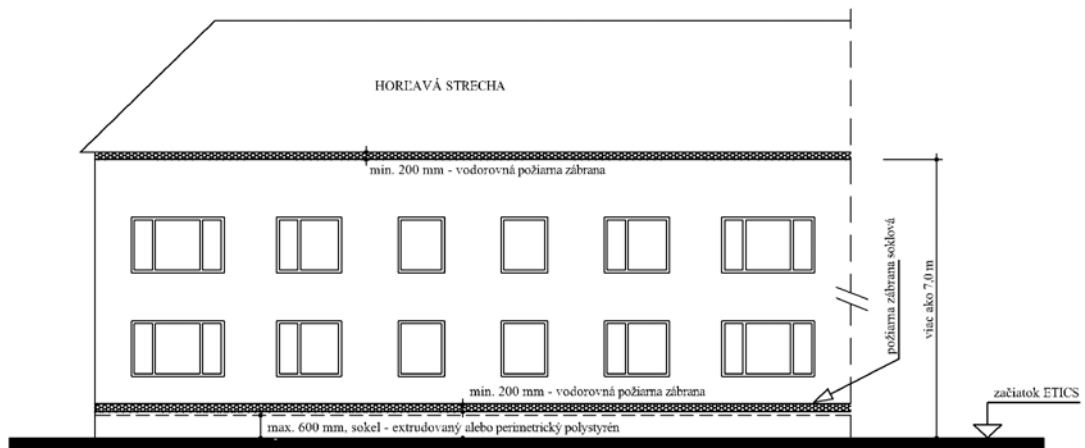 HORĽAVÁ STRECHA
min. 200 mm - vodorovná požiarna zábrana
požiarna zábrana soklová
viac ako 7,0 m
min. 200 mm - vodorovná požiarna zábrana
začiatok ETICS
max. 600 mm, sokel - extrudovaný alebo perimetrický polystyrén